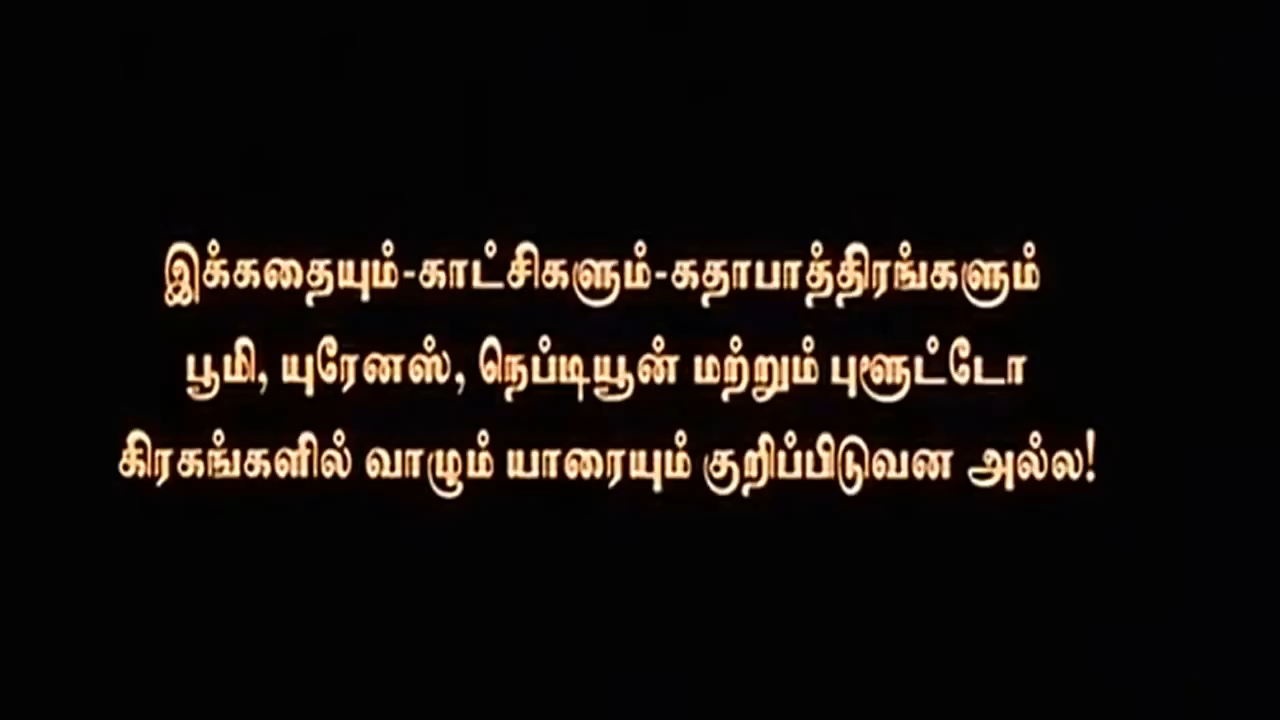 இக்கதையும்-காட்சிகளும்-கதாபாத்திரங்களும்
பூமி, யுரேனஸ், நெப்டியூன் மற்றும் புளூட்டோ
கிரகங்களில் வாழும் யாரையும் குறிப்பிடுவன அல்ல!